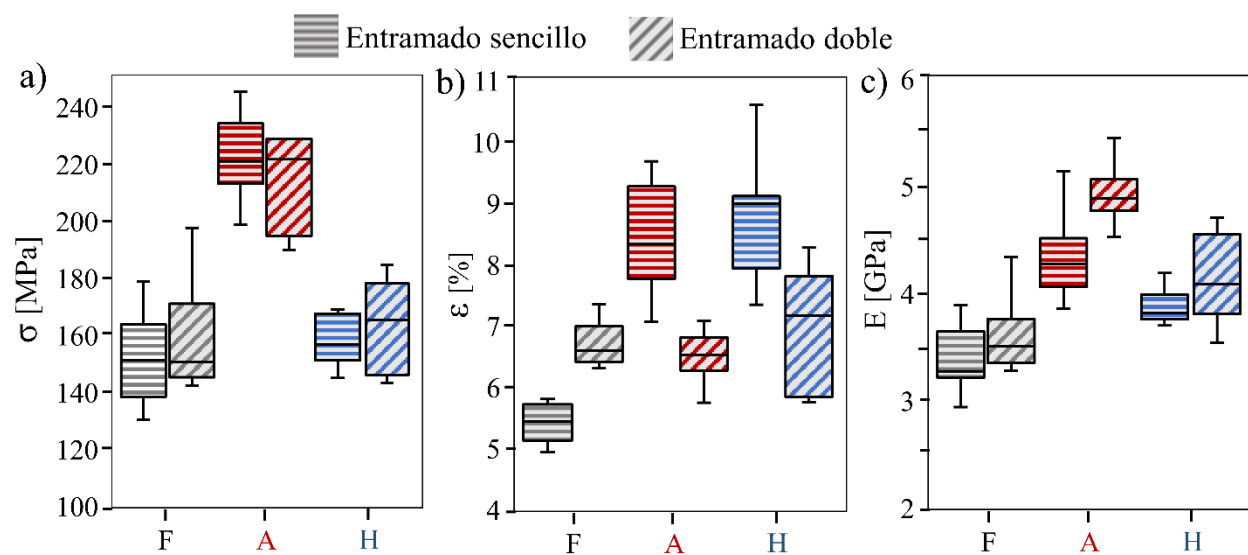 Entramado sencillo
Entramado doble
a)
σ [MPa]
240
220
200
180
160
140
120
100
F
A
H
b)
ε [%]
11
10
9
8
7
6
5
4
F
A
H
c)
E [GPa]
6
5
4
3
2
F
A
H